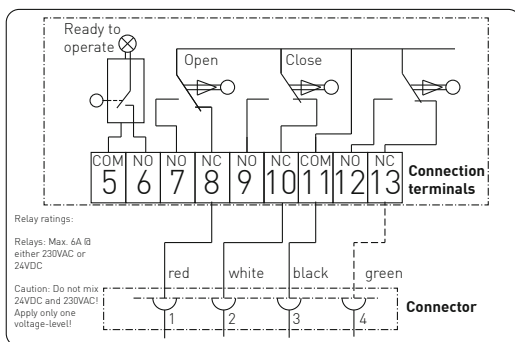 Ready to
operate
Open
Close
COM NO NO NC NO NC COM NO NC
5 6 7 8 9 10 11 12 13
Connection
terminals
Relay ratings:
Relays: Max. 6A @
either 230VAC or
24VDC
Caution: Do not mix
24VDC and 230VAC!
Apply only one
voltage-level!
red white black green
1 2 3 4
Connector